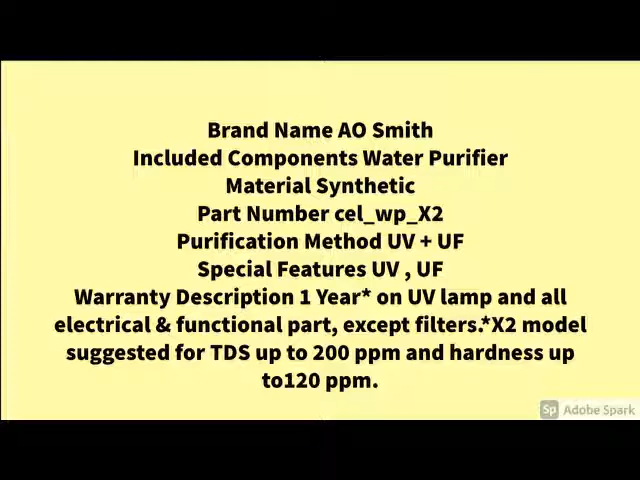 Brand Name AO Smith
Included Components Water Purifier
Material Synthetic
Part Number cel_wp_X2
Purification Method UV + UF
Special Features UV , UF
Warranty Description 1 Year* on UV lamp and all
electrical & functional part, except filters.*X2 model
suggested for TDS up to 200 ppm and hardness up
to120 ppm.
Sp Adobe Spark